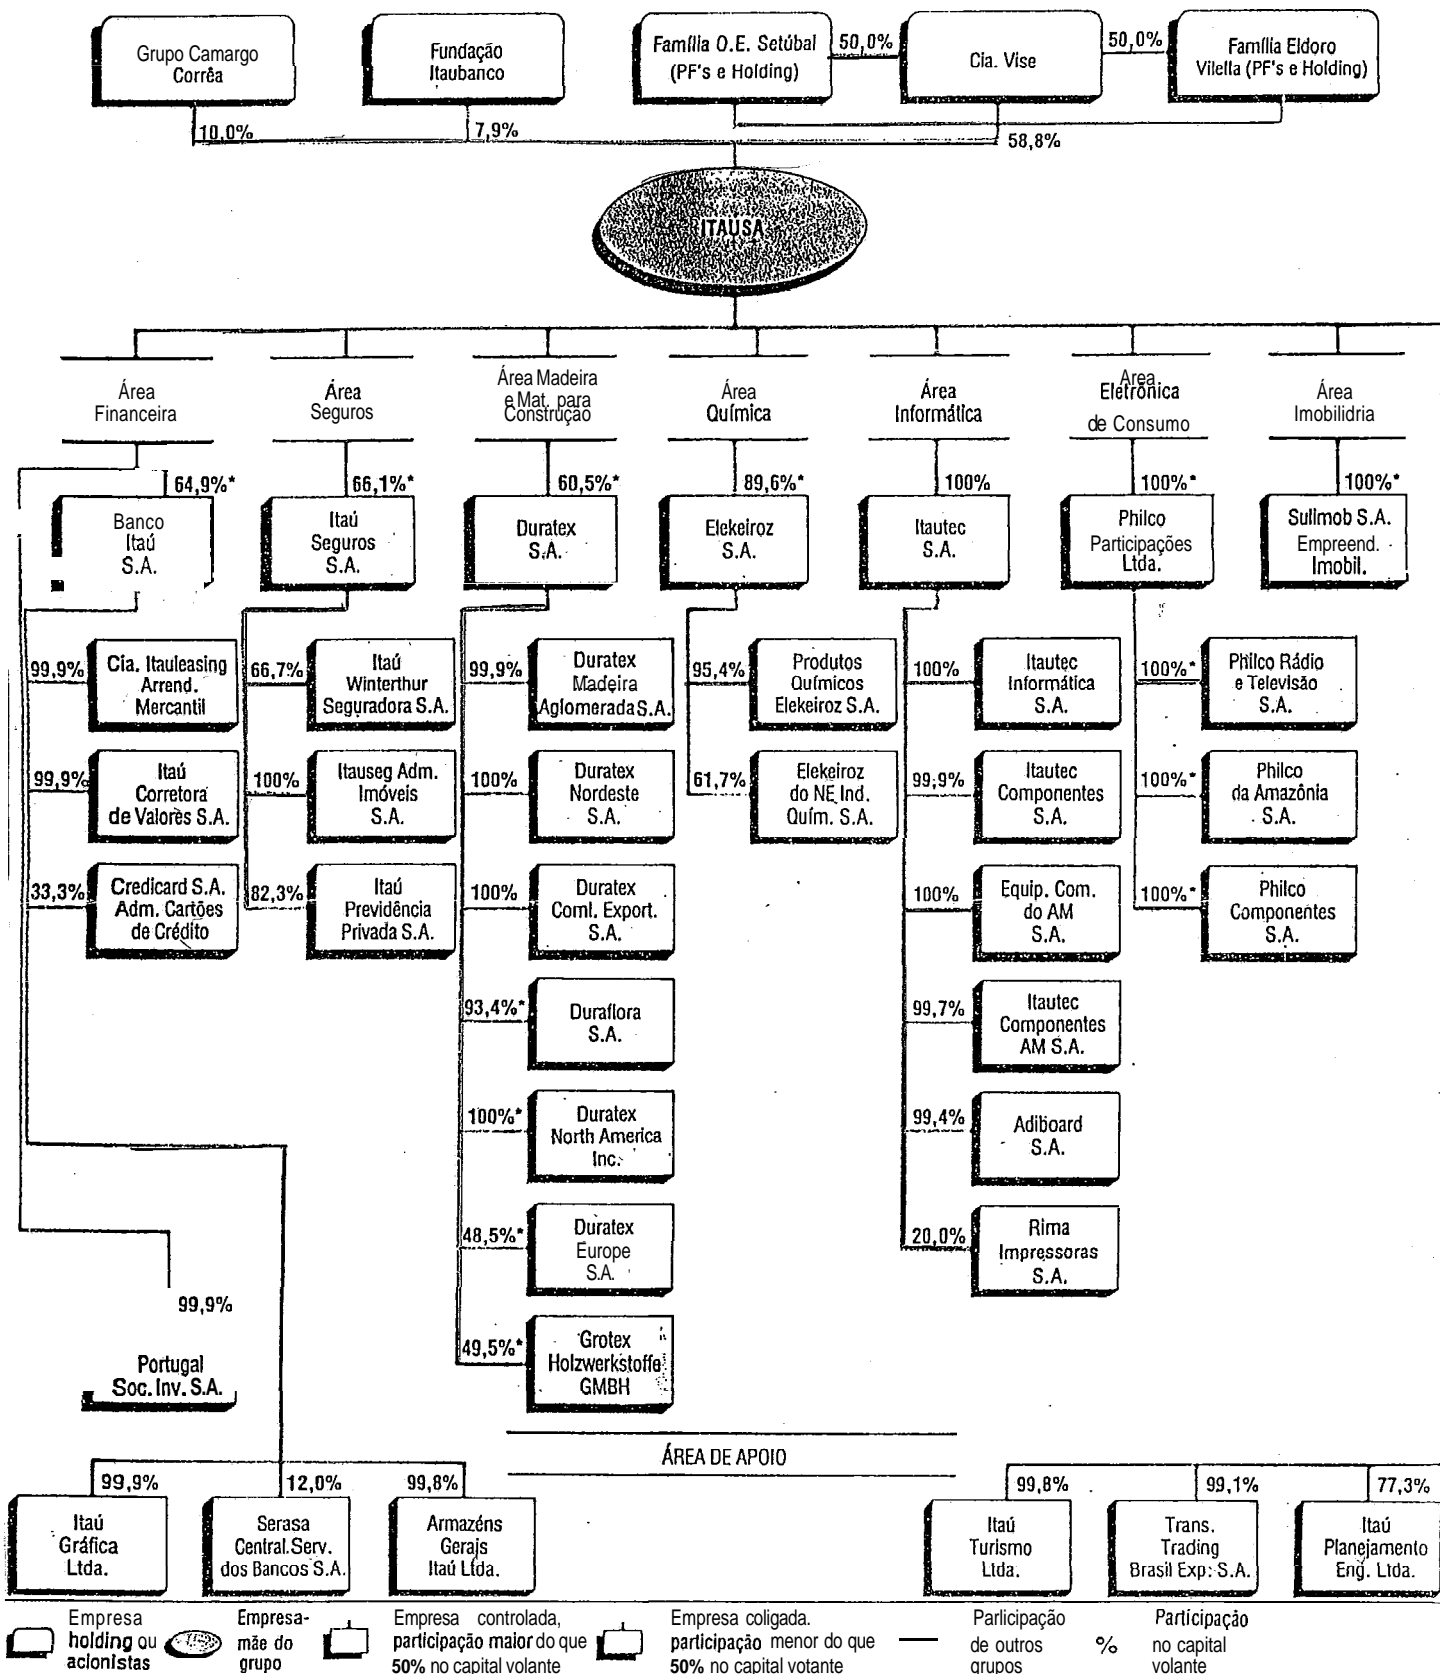 Grupo Camargo
Corrêa
Fundação
Itaubanco
Família O.E. Setúbal
(PF's e Holding)
50,0%
Cia. Vise
50,0%
Família Eldoro
Vilella (PF's e Holding)
10,0%
7,9%
58,8%
ITAÚSA
Área
Financeira
Área
Seguros
Área Madeira
e Mat. para
Construção
Área
Química
Área
Informática
Area
Eletrônica
de Consumo
Área
Imobilidria
64,9%*
Banco
Itaú
S.A.
66,1%*
Itaú
Seguros
S.A.
60,5%*
Duratex
S.A.
89,6%*
Elekeiroz
S.A.
100%
Itautec
S.A.
100%*
Philco
Participações
Ltda.
100%*
Sullmob S.A.
Empreend.
Imobil.
99,9%
Cia. Itauleasing
Arrend.
Mercantil
99,9%
Itaú
Corretora
de Valores S.A.
33,3%
Credicard S.A.
Adm. Cartões
de Crédito
66,7%
Itaú
Winterthur
Seguradora S.A.
100%
Itauseg Adm.
Imóveis
S.A.
82,3%
Itaú
Previdência
Privada S.A.
99,9%
Duratex
Madeira
Aglomerada S.A.
100%
Duratex
Nordeste
S.A.
100%
Duratex
Coml. Export.
S.A.
93,4%*
Duraflora
S.A.
100%*
Duratex
North America
Inc.
48,5%*
Duratex
Europe
S.A.
49,5%*
Grotex
Holzwerkstoffe
GMBH
95,4%
Produtos
Químicos
Elekeiroz S.A.
61,7%
Elekeiroz
do NE Ind.
Quím. S.A.
100%
Itautec
Informática
S.A.
99,9%
Itautec
Componentes
S.A.
100%
Equip. Com.
do AM
S.A.
99,7%
Itautec
Componentes
AM S.A.
99,4%
Adiboard
S.A.
20,0%
Rima
Impressoras
S.A.
100%*
Philco Rádio
e Televisão
S.A.
100%*
Philco
da Amazônia
S.A.
100%*
Philco
Componentes
S.A.
99,9%
Portugal
Soc. Inv. S.A.
ÁREA DE APOIO
99,9%
Itaú
Gráfica
Ltda.
12,0%
Serasa
Central. Serv.
dos Bancos S.A.
99,8%
Armazéns
Gerais
Itaú Ltda.
99,8%
Itaú
Turismo
Ltda.
99,1%
Trans.
Trading
Brasil Exp: S.A.
77,3%
Itaú
Planejamento
Eng. Ltda.
Empresa
holding ou
acionistas
Empresa-
mãe do
grupo
Empresa controlada,
participação maior do que
50% no capital volante
Empresa coligada.
participação menor do que
50% no capital votante
Participação
de outros
grupos
%
Participação
no capital
volante